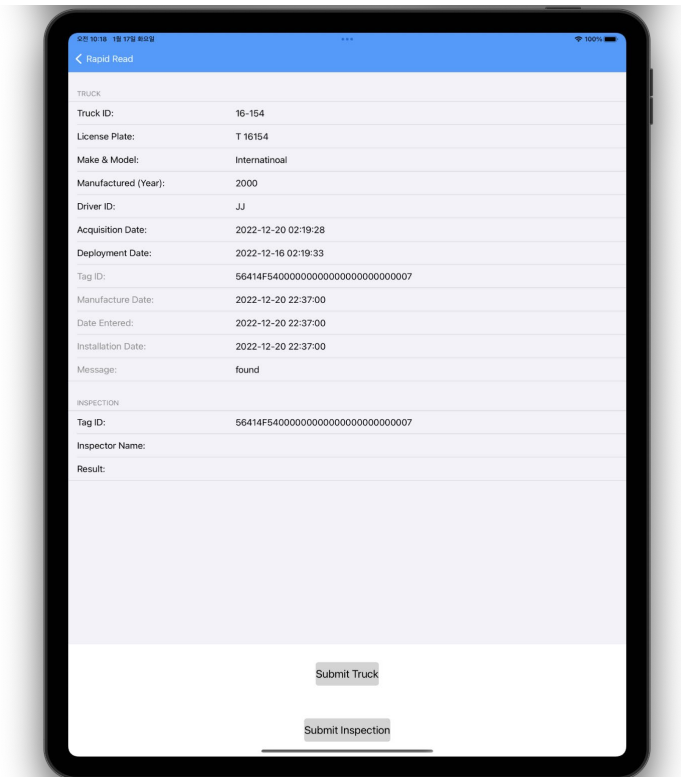 오전 10:18 1월 17일 화요일 100%
Rapid Read
TRUCK
Truck ID: 16-154
License Plate: T 16154
Make & Model: Internatinoal
Manufactured (Year): 2000
Driver ID: JJ
Acquisition Date: 2022-12-20 02:19:28
Deployment Date: 2022-12-16 02:19:33
Tag ID: 56414F540000000000000000000000007
Manufacture Date: 2022-12-20 22:37:00
Date Entered: 2022-12-20 22:37:00
Installation Date: 2022-12-20 22:37:00
Message: found
INSPECTION
Tag ID: 56414F540000000000000000000000007
Inspector Name:
Result:
Submit Truck
Submit Inspection